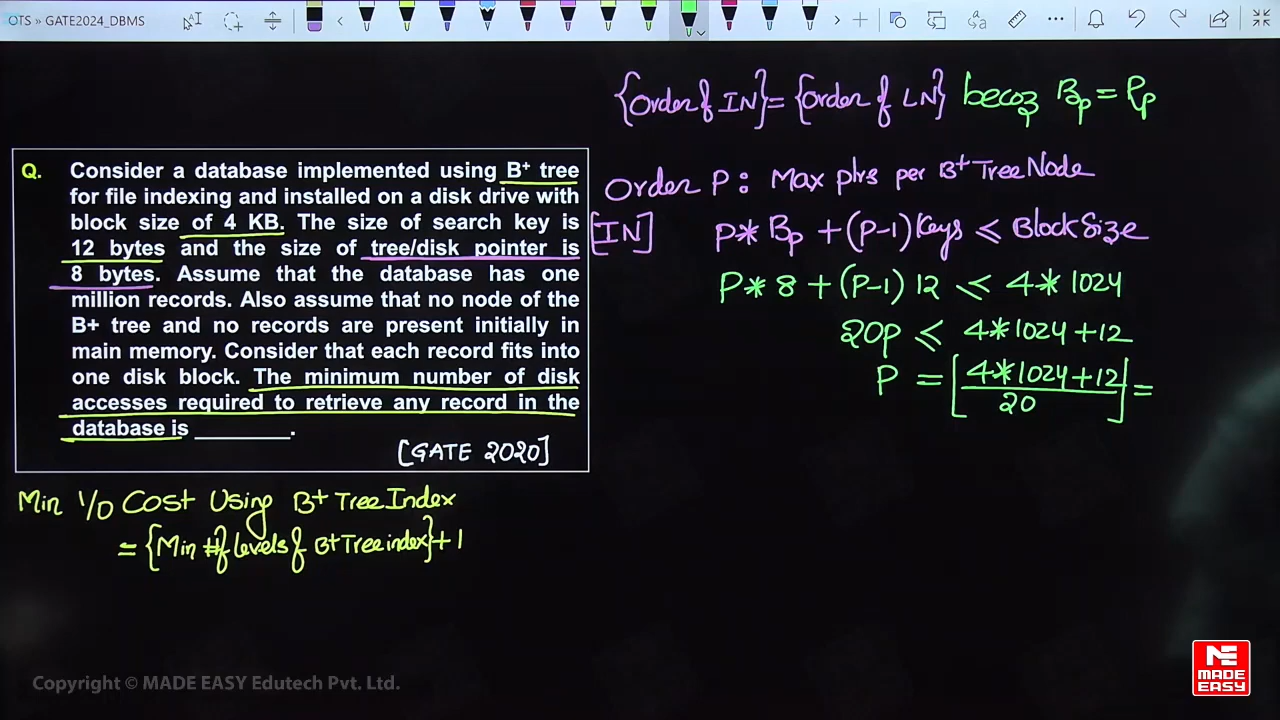 OTS » GATE2024_DBMS
{Order of IN} = {Order of LN} becoz Bp = Rp
Q. Consider a database implemented using B+ tree
for file indexing and installed on a disk drive with
block size of 4 KB. The size of search key is
12 bytes and the size of tree/disk pointer is
8 bytes. Assume that the database has one
million records. Also assume that no node of the
B+ tree and no records are present initially in
main memory. Consider that each record fits into
one disk block. The minimum number of disk
accesses required to retrieve any record in the
database is ________.
[GATE 2020]
Order P : Max ptrs per B+ Tree Node
[IN] P * Bp + (P-1) Keys ≤ Block Size
P * 8 + (P-1) 12 ≤ 4 * 1024
20p ≤ 4 * 1024 + 12
P = ⌊4 * 1024 + 12 / 20⌋ =
Min I/O Cost Using B+ Tree Index
= {Min # of levels of B+ Tree index} + 1
Copyright © MADE EASY Edutech Pvt. Ltd.
ME
MADE
EASY